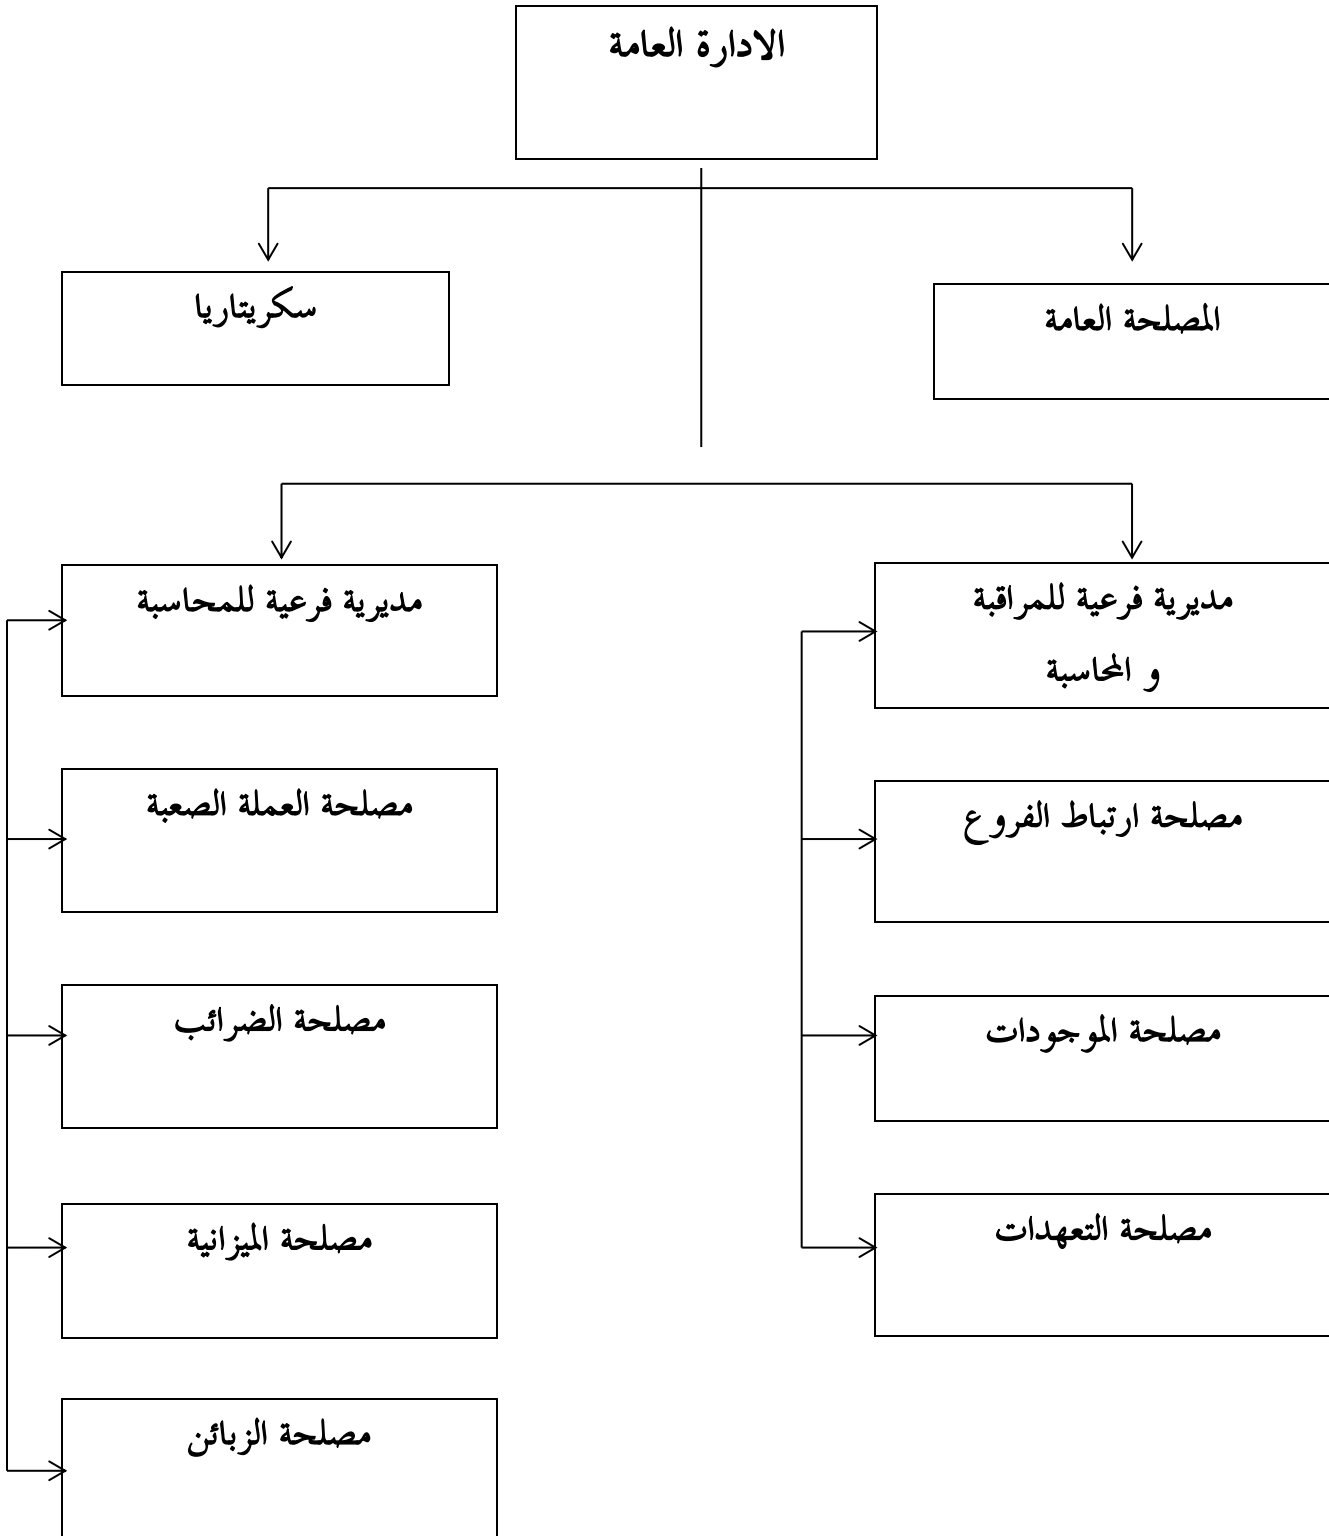 الادارة العامة
المصلحة العامة
سكريتاريا
مديرية فرعية للمراقبة
و المحاسبة
مصلحة ارتباط الفروع
مصلحة الموجودات
مصلحة التعهدات
مديرية فرعية للمحاسبة
مصلحة العملة الصعبة
مصلحة الضرائب
مصلحة الميزانية
مصلحة الزبائن